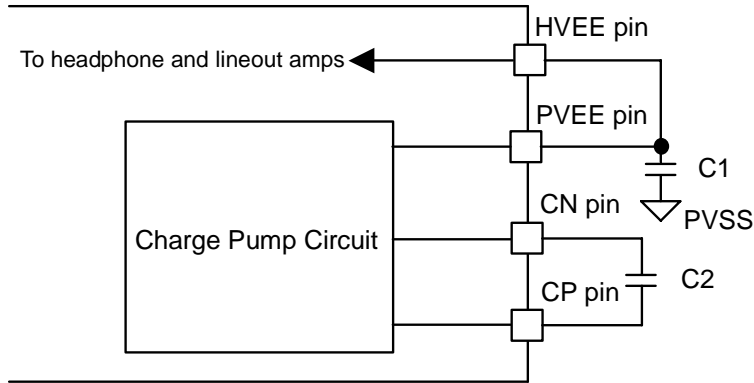 HVEE pin
To headphone and lineout amps
PVEE pin
C1
CN pin
PVSS
Charge Pump Circuit
C2
CP pin